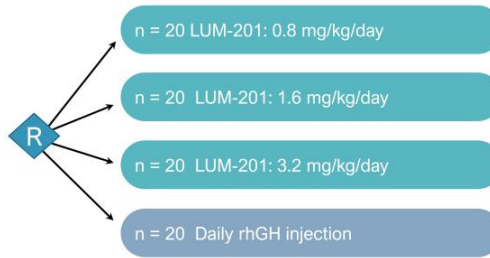 n = 20 LUM-201: 0.8 mg/kg/day
n = 20 LUM-201: 1.6 mg/kg/day
R
n = 20 LUM-201: 3.2 mg/kg/day
n = 20 Daily rhGH injection